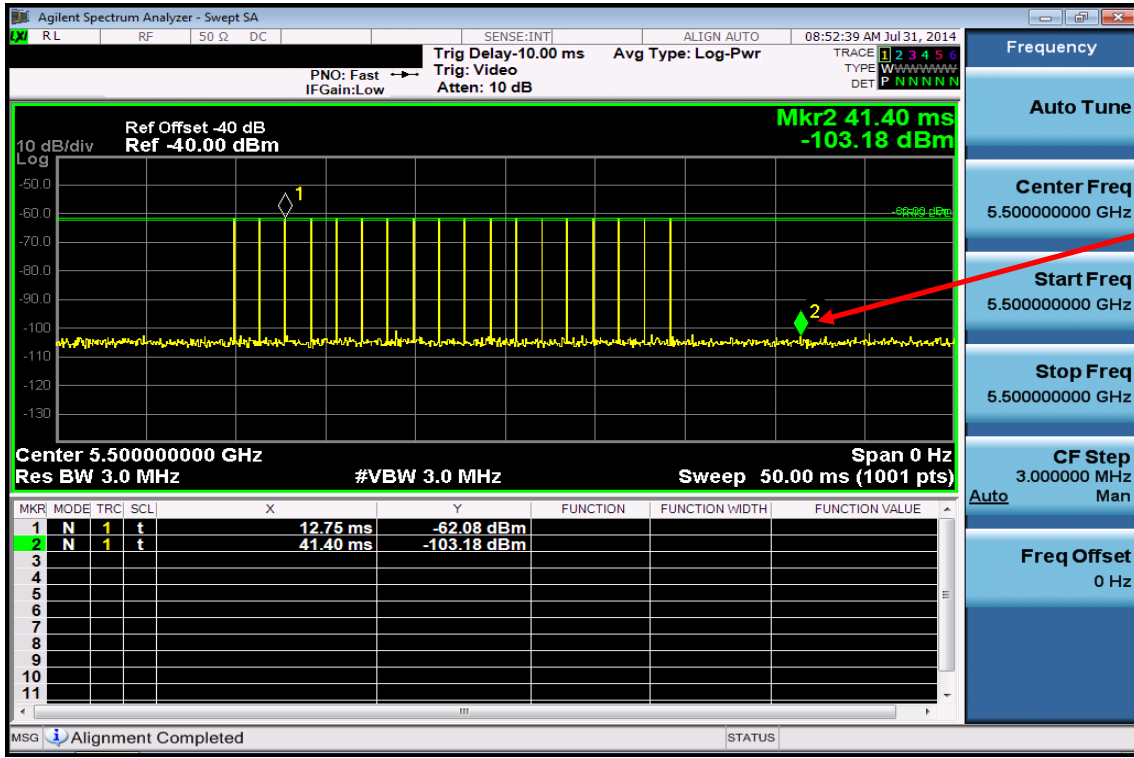 Agilent Spectrum Analyzer - Swept SA
LXI RL RF 50 Ω DC SENSE:INT ALIGN AUTO 08:52:39 AM Jul 31, 2014
Trig Delay-10.00 ms Avg Type: Log-Pwr TRACE 1 2 3 4 5 6
PNO: Fast Trig: Video TYPE WWWWWW
IFGain:Low Atten: 10 dB DET P N N N N N
Mkr2 41.40 ms
-103.18 dBm
Ref Offset -40 dB
10 dB/div Ref -40.00 dBm
Log
-50.0
-60.0
-70.0
-80.0
-90.0
-100
-110
-120
-130
1
2
Center 5.500000000 GHz Span 0 Hz
Res BW 3.0 MHz #VBW 3.0 MHz Sweep 50.00 ms (1001 pts)
MKR MODE TRC SCL X Y FUNCTION FUNCTION WIDTH FUNCTION VALUE
1 N 1 t 12.75 ms -62.08 dBm
2 N 1 t 41.40 ms -103.18 dBm
3
4
5
6
7
8
9
10
11
MSG Alignment Completed STATUS
Frequency
Auto Tune
Center Freq
5.500000000 GHz
Start Freq
5.500000000 GHz
Stop Freq
5.500000000 GHz
CF Step
3.000000 MHz
Auto Man
Freq Offset
0 Hz